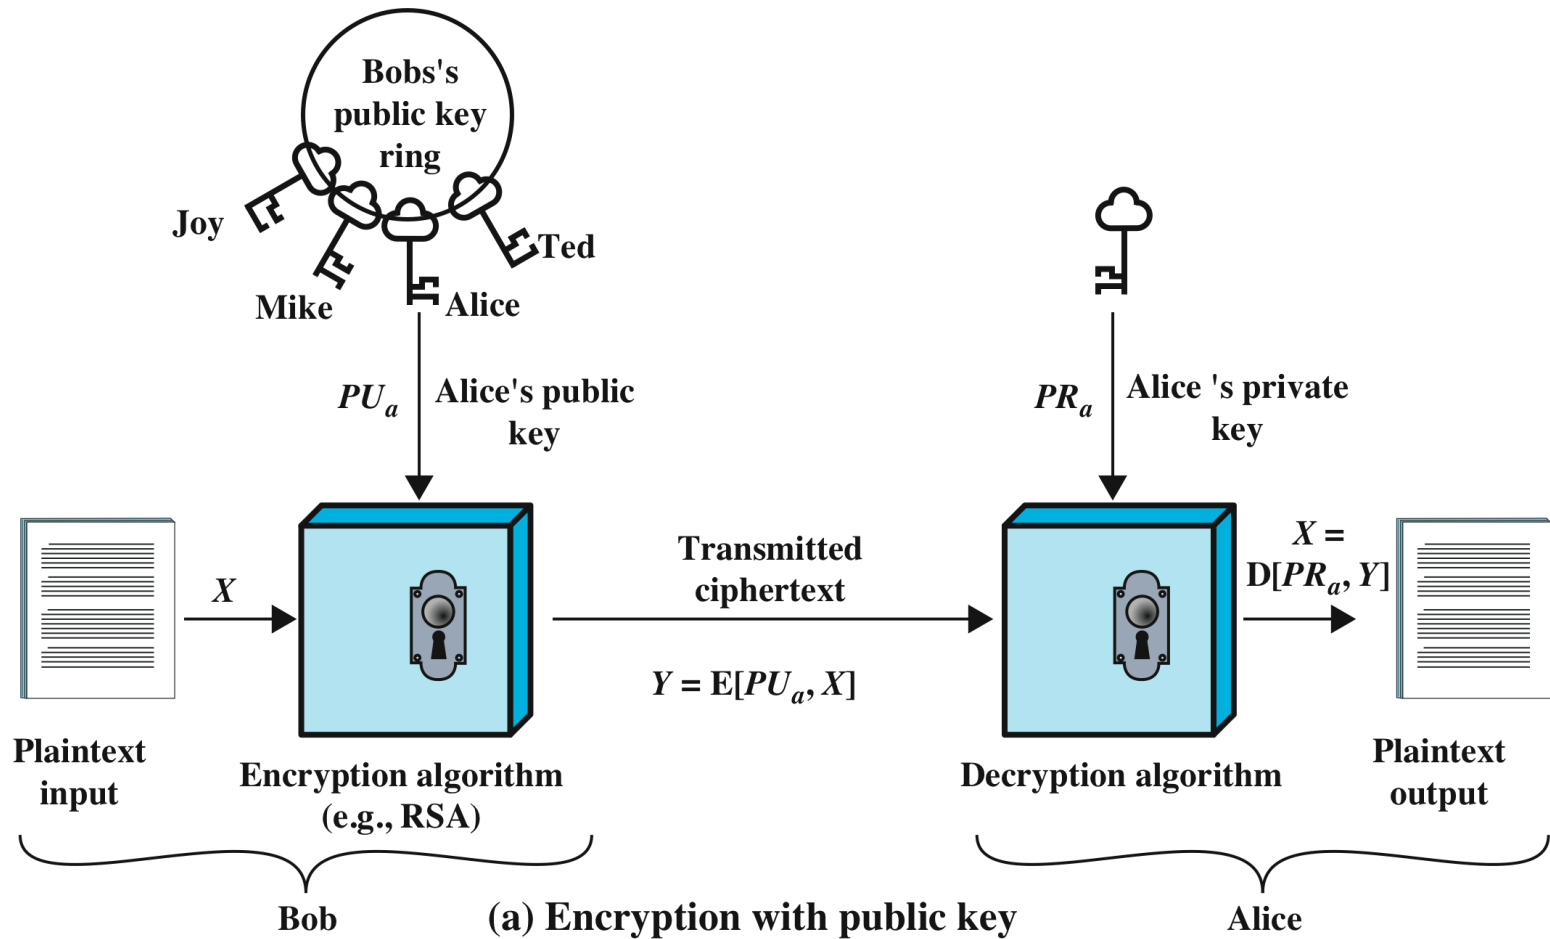 Bobs's
public key
ring
Joy
Ted
Mike
Alice
PUa
Alice's public
key
PRa
Alice 's private
key
X
Transmitted
ciphertext
X =
D[PRa, Y]
Y = E[PUa, X]
Plaintext
input
Encryption algorithm
(e.g., RSA)
Decryption algorithm
Plaintext
output
Bob
(a) Encryption with public key
Alice